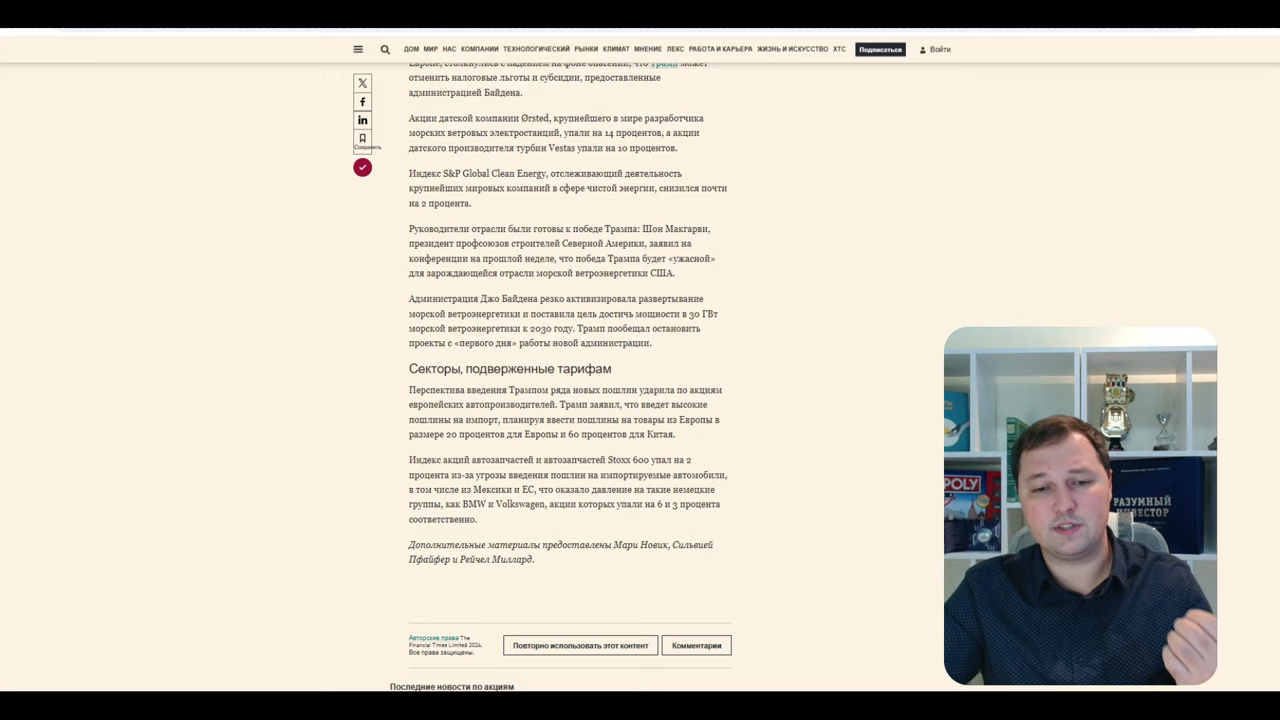 ДОМ МИР НАС КОМПАНИИ ТЕХНОЛОГИЧЕСКИЙ РЫНКИ КЛИМАТ МНЕНИЕ ЛЕКС РАБОТА И КАРЬЕРА ЖИЗНЬ И ИСКУССТВО ХТС Подписаться Войти
Европе, столкнулись с падением на фоне опасений, что Трамп может
отменить налоговые льготы и субсидии, предоставленные
администрацией Байдена.
Сохранить
Акции датской компании Ørsted, крупнейшего в мире разработчика
морских ветровых электростанций, упали на 14 процентов, а акции
датского производителя турбин Vestas упали на 10 процентов.
Индекс S&P Global Clean Energy, отслеживающий деятельность
крупнейших мировых компаний в сфере чистой энергии, снизился почти
на 2 процента.
Руководители отрасли были готовы к победе Трампа: Шон Макгарви,
президент профсоюзов строителей Северной Америки, заявил на
конференции на прошлой неделе, что победа Трампа будет «ужасной»
для зарождающейся отрасли морской ветроэнергетики США.
Администрация Джо Байдена резко активизировала развертывание
морской ветроэнергетики и поставила цель достичь мощности в 30 ГВт
морской ветроэнергетики к 2030 году. Трамп пообещал остановить
проекты с «первого дня» работы новой администрации.
Секторы, подверженные тарифам
Перспектива введения Трампом ряда новых пошлин ударила по акциям
европейских автопроизводителей. Трамп заявил, что введет высокие
пошлины на импорт, планируя ввести пошлины на товары из Европы в
размере 20 процентов для Европы и 60 процентов для Китая.
Индекс акций автозапчастей и автозапчастей Stoxx 600 упал на 2
процента из-за угрозы введения пошлин на импортируемые автомобили,
в том числе из Мексики и ЕС, что оказало давление на такие немецкие
группы, как BMW и Volkswagen, акции которых упали на 6 и 3 процента
соответственно.
Дополнительные материалы предоставлены Мари Новик, Сильвией
Пфайфер и Рейчел Миллард.
Авторские права The
Financial Times Limited 2024.
Все права защищены.
Повторно использовать этот контент
Комментарии
Последние новости по акциям
POLY
РАЗУМНЫЙ
ИНВЕСТОР